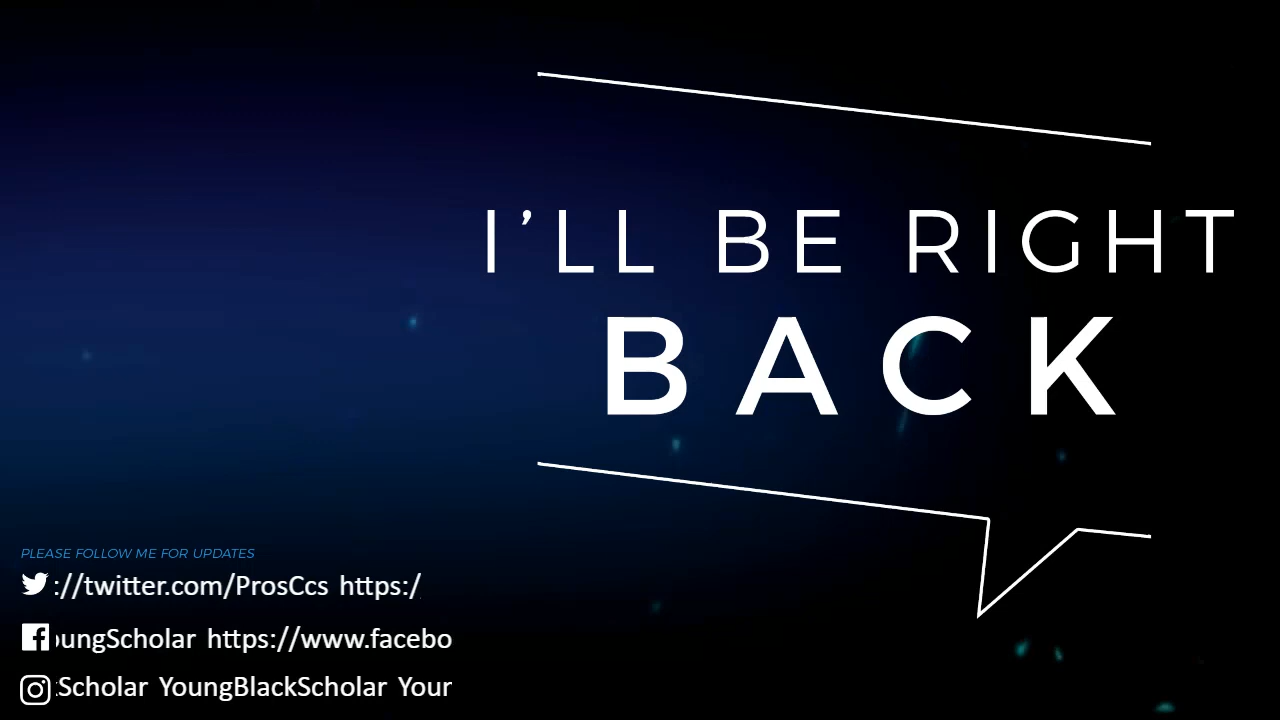 I’LL BE RIGHT
BACK
PLEASE FOLLOW ME FOR UPDATES
://twitter.com/ProsCcs https:/
oungScholar https://www.facebo
Scholar YoungBlackScholar Your